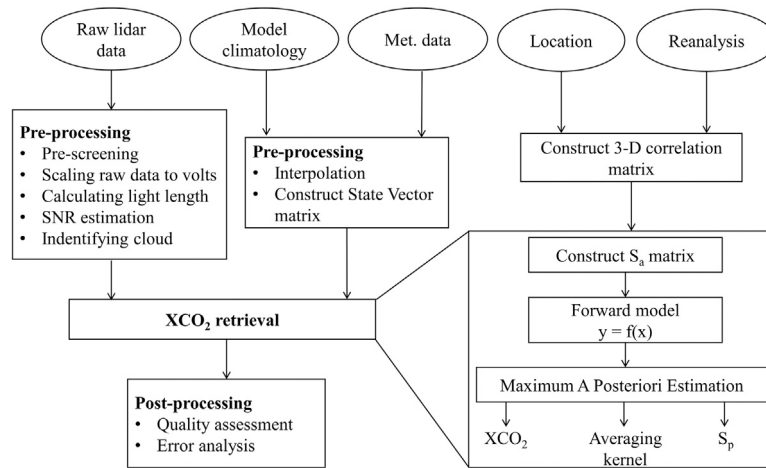 Raw lidar
data
Model
climatology
Met. data
Location
Reanalysis
Pre-processing
• Pre-screening
• Scaling raw data to volts
• Calculating light length
• SNR estimation
• Indentifying cloud
Pre-processing
• Interpolation
• Construct State Vector
matrix
Construct 3-D correlation
matrix
XCO₂ retrieval
Post-processing
• Quality assessment
• Error analysis
Construct Sₐ matrix
Forward model
y = f(x)
Maximum A Posteriori Estimation
XCO₂
Averaging
kernel
Sₚ